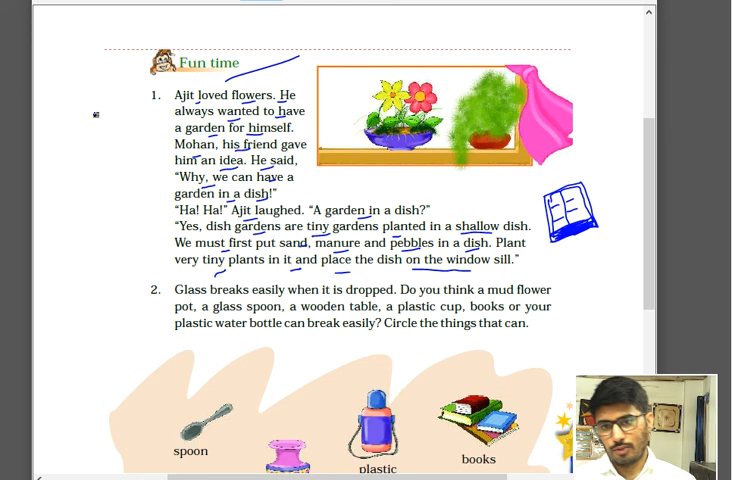 Fun time
1. Ajit loved flowers. He
always wanted to have
a garden for himself.
Mohan, his friend gave
him an idea. He said,
“Why, we can have a
garden in a dish!”
“Ha! Ha!” Ajit laughed. “A garden in a dish?”
“Yes, dish gardens are tiny gardens planted in a shallow dish.
We must first put sand, manure and pebbles in a dish. Plant
very tiny plants in it and place the dish on the window sill.”
2. Glass breaks easily when it is dropped. Do you think a mud flower
pot, a glass spoon, a wooden table, a plastic cup, books or your
plastic water bottle can break easily? Circle the things that can.
spoon
plastic
books